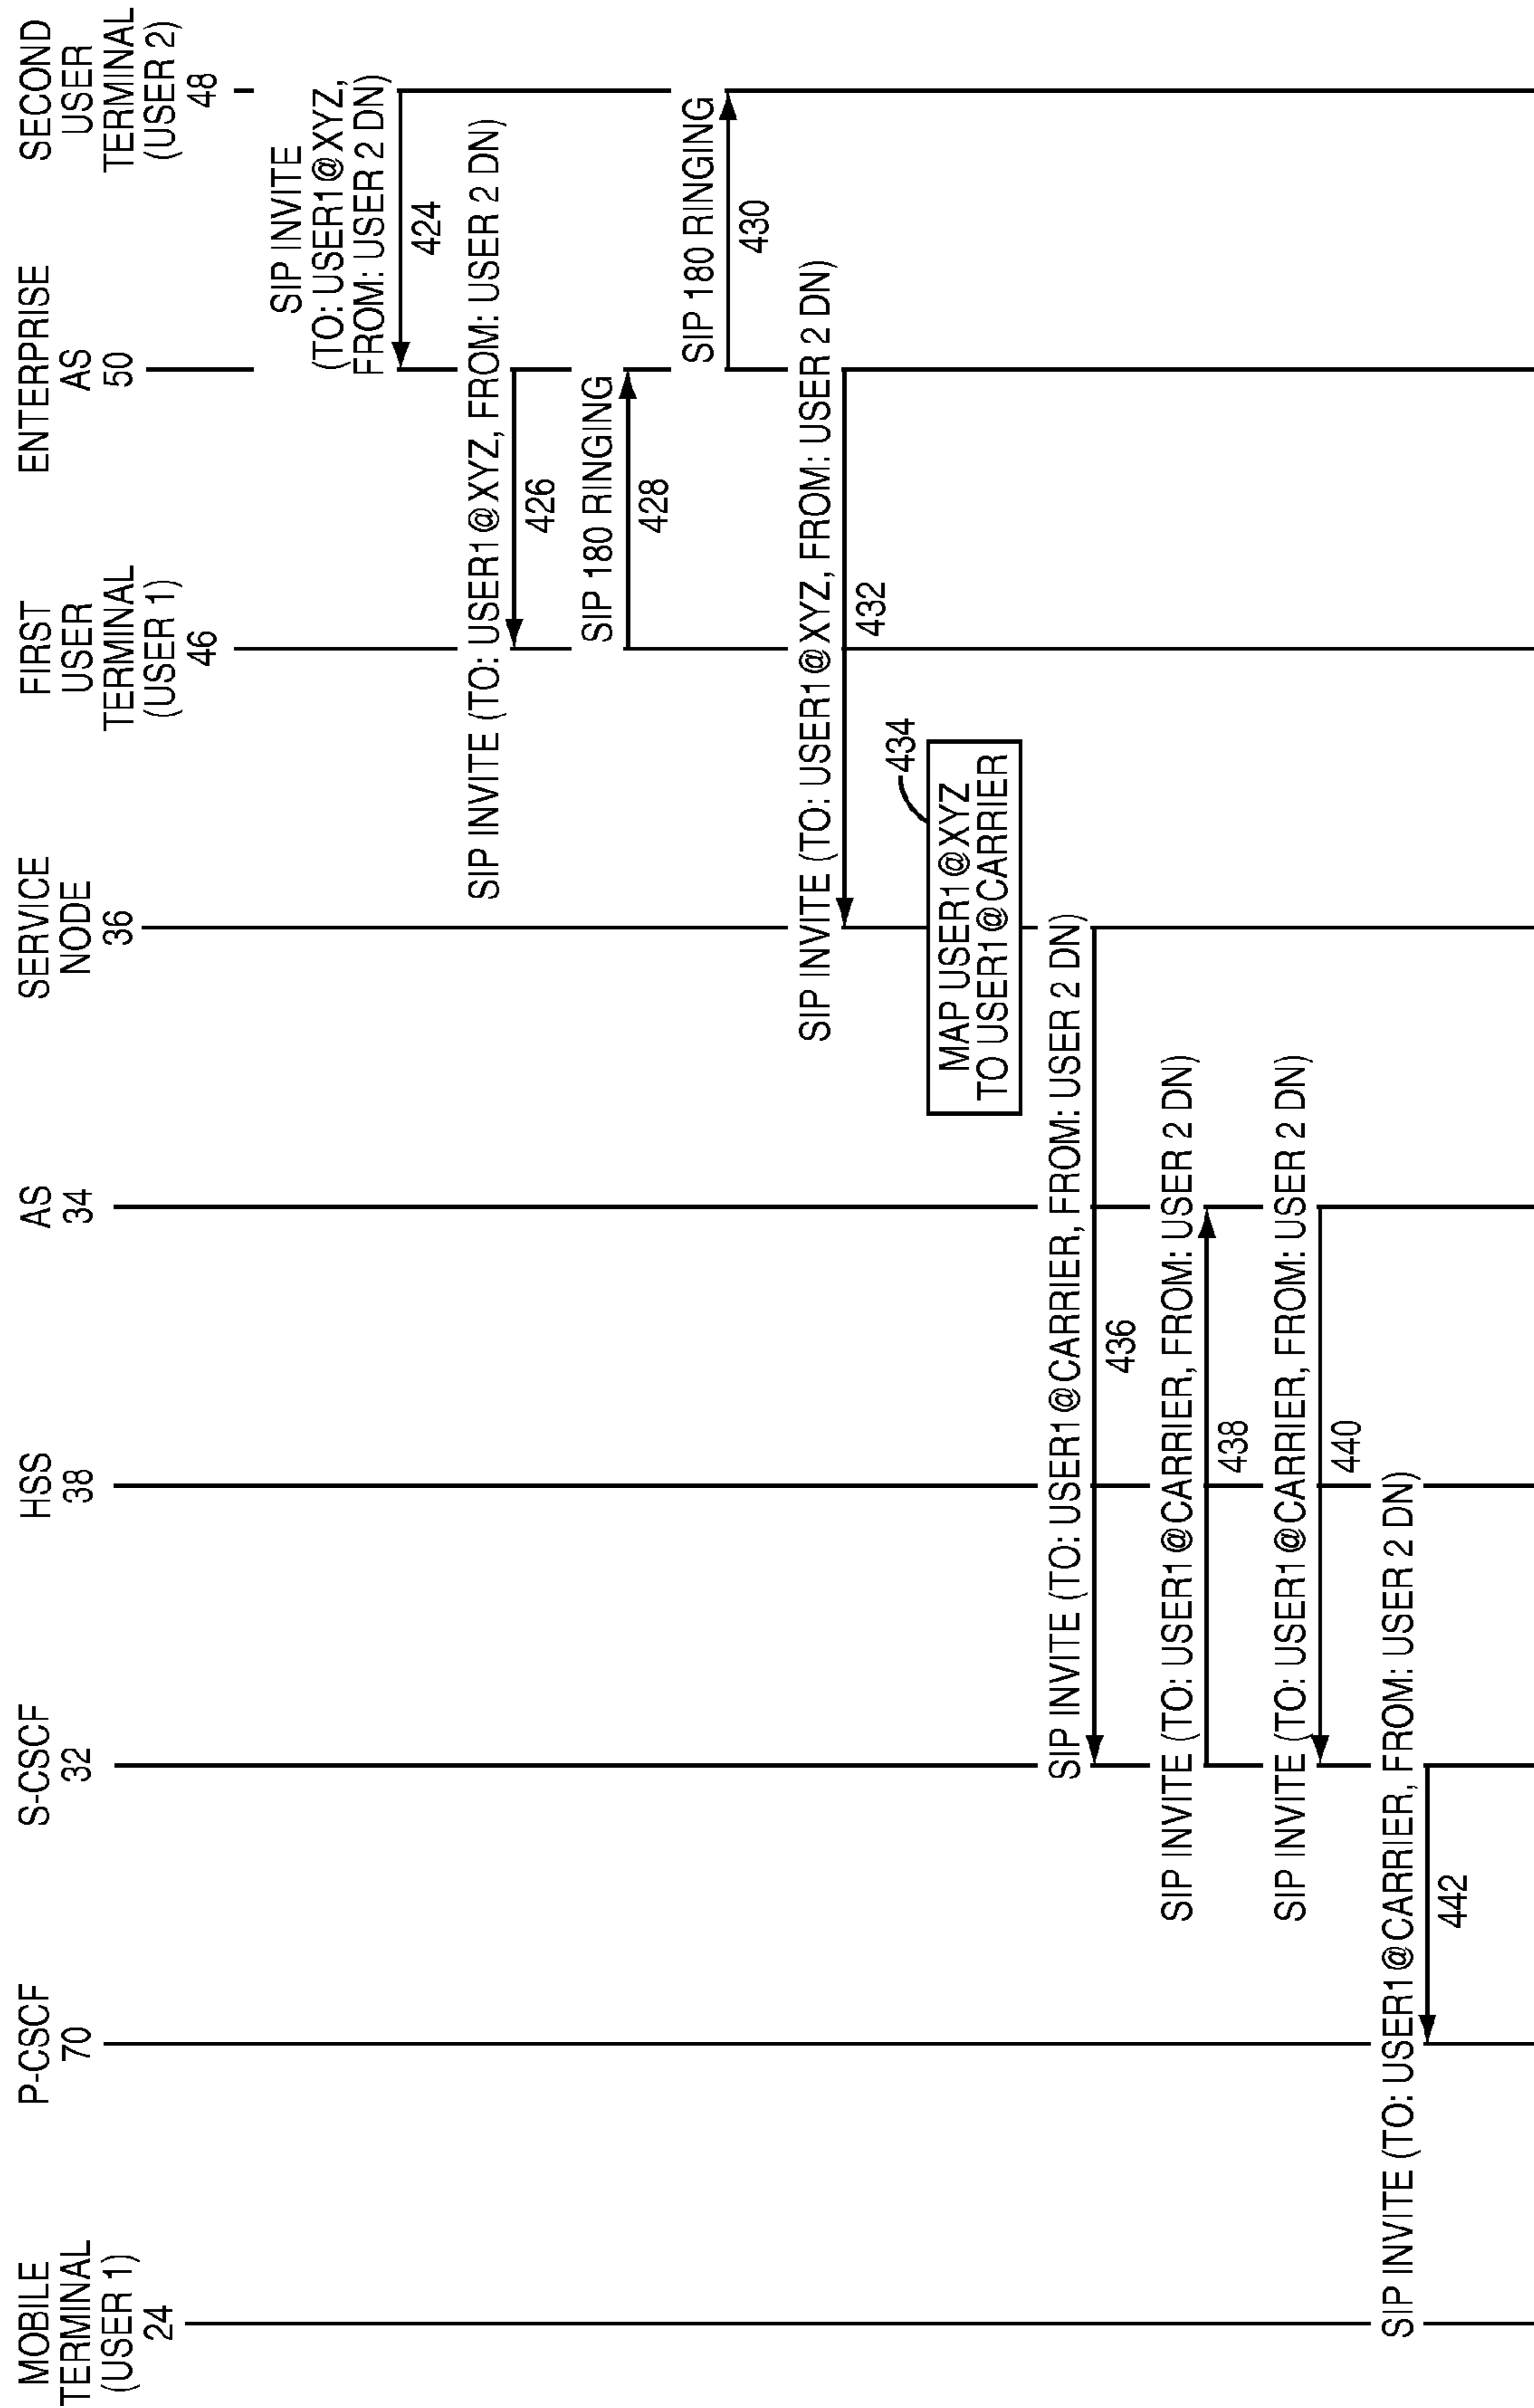 MOBILE
TERMINAL
(USER 1)
24
P-CSCF
70
S-CSCF
32
HSS
38
AS
34
SERVICE
NODE
36
FIRST
USER
TERMINAL
(USER 1)
46
ENTERPRISE
AS
50
SECOND
USER
TERMINAL
(USER 2)
48
SIP INVITE
(TO: USER1@XYZ,
FROM: USER 2 DN)
424
SIP INVITE (TO: USER1@XYZ, FROM: USER 2 DN)
426
SIP 180 RINGING
428
SIP 180 RINGING
430
SIP INVITE (TO: USER1@XYZ, FROM: USER 2 DN)
432
434
MAP USER1@XYZ
TO USER1@CARRIER
SIP INVITE (TO: USER1@CARRIER, FROM: USER 2 DN)
436
SIP INVITE (TO: USER1@CARRIER, FROM: USER 2 DN)
438
SIP INVITE (TO: USER1@CARRIER, FROM: USER 2 DN)
440
SIP INVITE (TO: USER1@CARRIER, FROM: USER 2 DN)
442